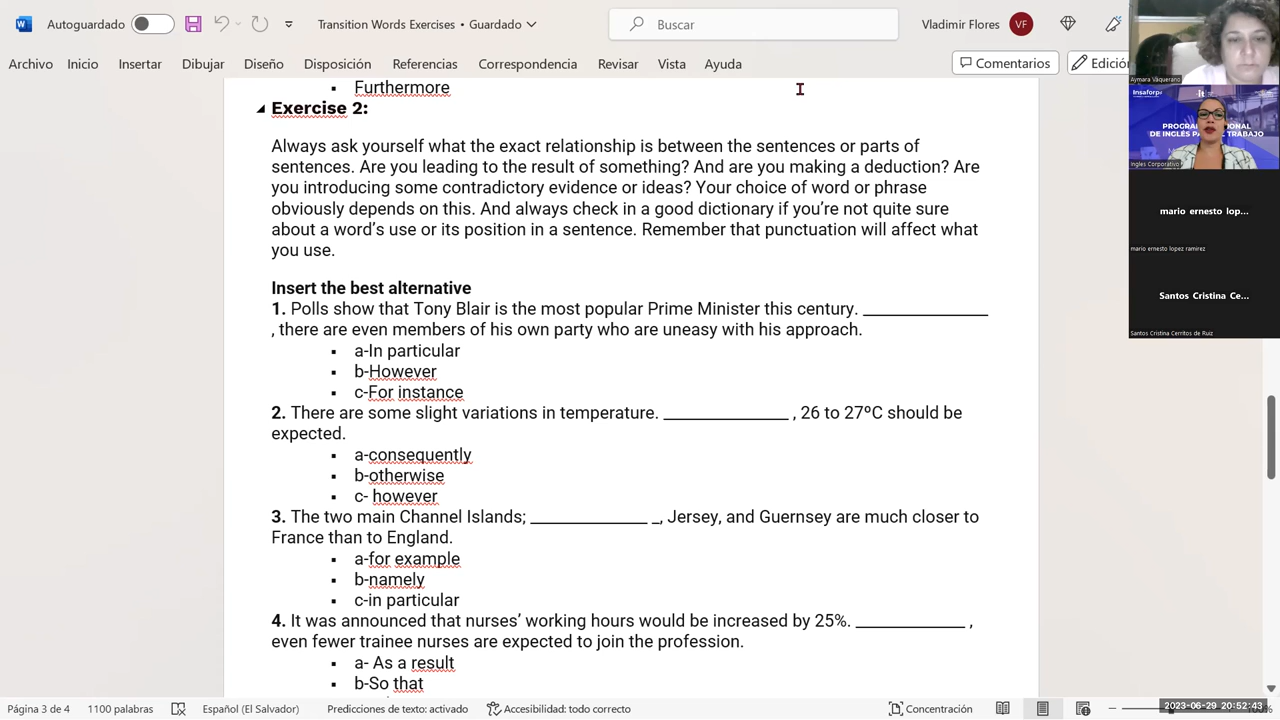 Autoguardado
Transition Words Exercises • Guardado
Buscar
Vladimir Flores
VF
Archivo Inicio Insertar Dibujar Diseño Disposición Referencias Correspondencia Revisar Vista Ayuda
Comentarios
Edición
Furthermore
Exercise 2:
Always ask yourself what the exact relationship is between the sentences or parts of
sentences. Are you leading to the result of something? And are you making a deduction? Are
you introducing some contradictory evidence or ideas? Your choice of word or phrase
obviously depends on this. And always check in a good dictionary if you’re not quite sure
about a word’s use or its position in a sentence. Remember that punctuation will affect what
you use.
Insert the best alternative
1. Polls show that Tony Blair is the most popular Prime Minister this century. ______________
, there are even members of his own party who are uneasy with his approach.
a-In particular
b-However
c-For instance
2. There are some slight variations in temperature. ______________ , 26 to 27ºC should be
expected.
a-consequently
b-otherwise
c- however
3. The two main Channel Islands; _____________ _, Jersey, and Guernsey are much closer to
France than to England.
a-for example
b-namely
c-in particular
4. It was announced that nurses’ working hours would be increased by 25%. ____________ ,
even fewer trainee nurses are expected to join the profession.
a- As a result
b-So that
Aymara Vaquerano
Insaforp
DE INGLÉS
TRABAJO
Ingles Corporativo
mario ernesto lop...
mario ernesto lopez ramirez
Santos Cristina Ce...
Santos Cristina Cerritos de Ruiz
Página 3 de 4 1100 palabras Español (El Salvador) Predicciones de texto: activado Accesibilidad: todo correcto Concentración
2023-06-29 20:52:43